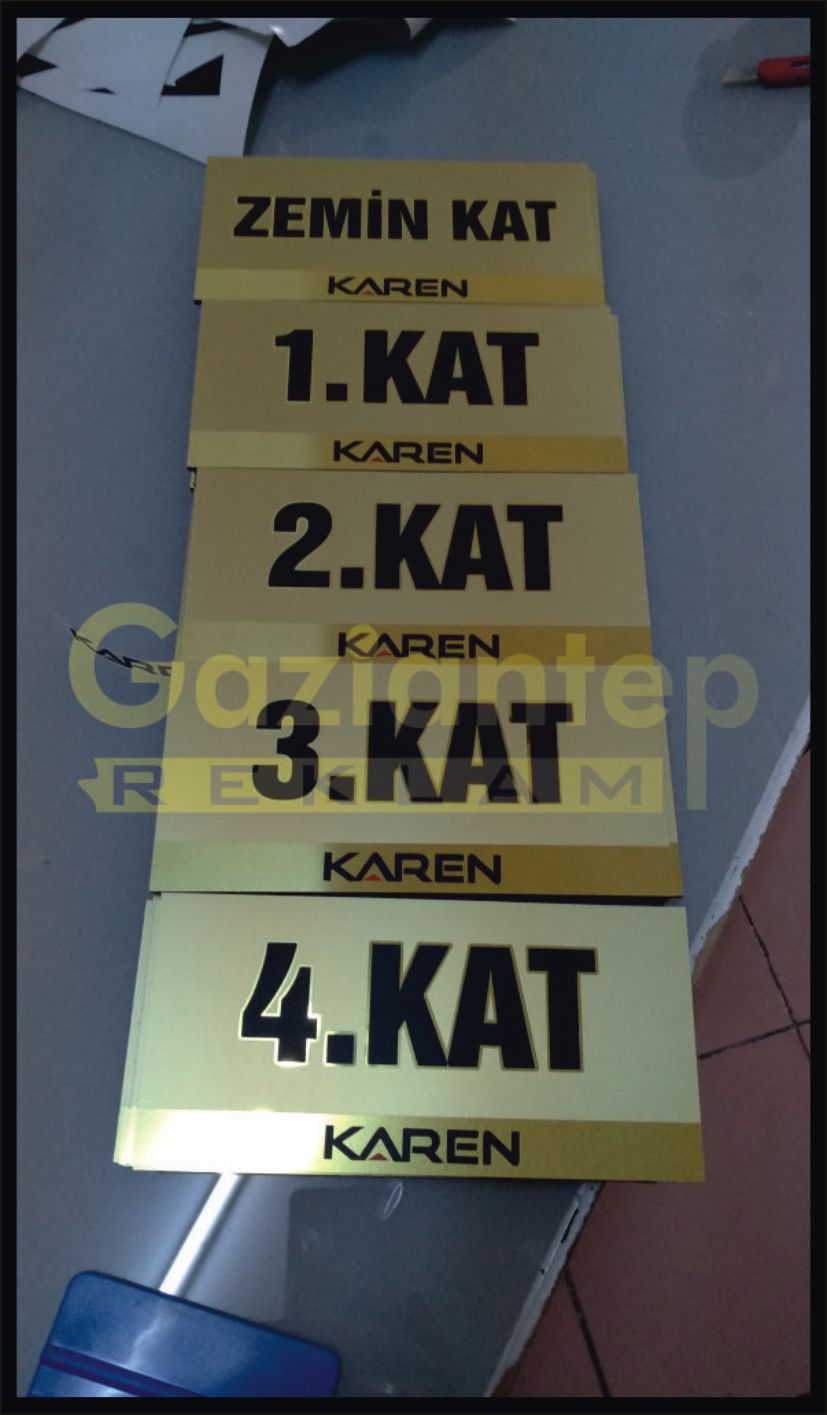 ZEMİN KAT
KAREN
1.KAT
KAREN
2.KAT
KAREN
Gaziantep
3.KAT
REKLAM
KAREN
4.KAT
KAREN